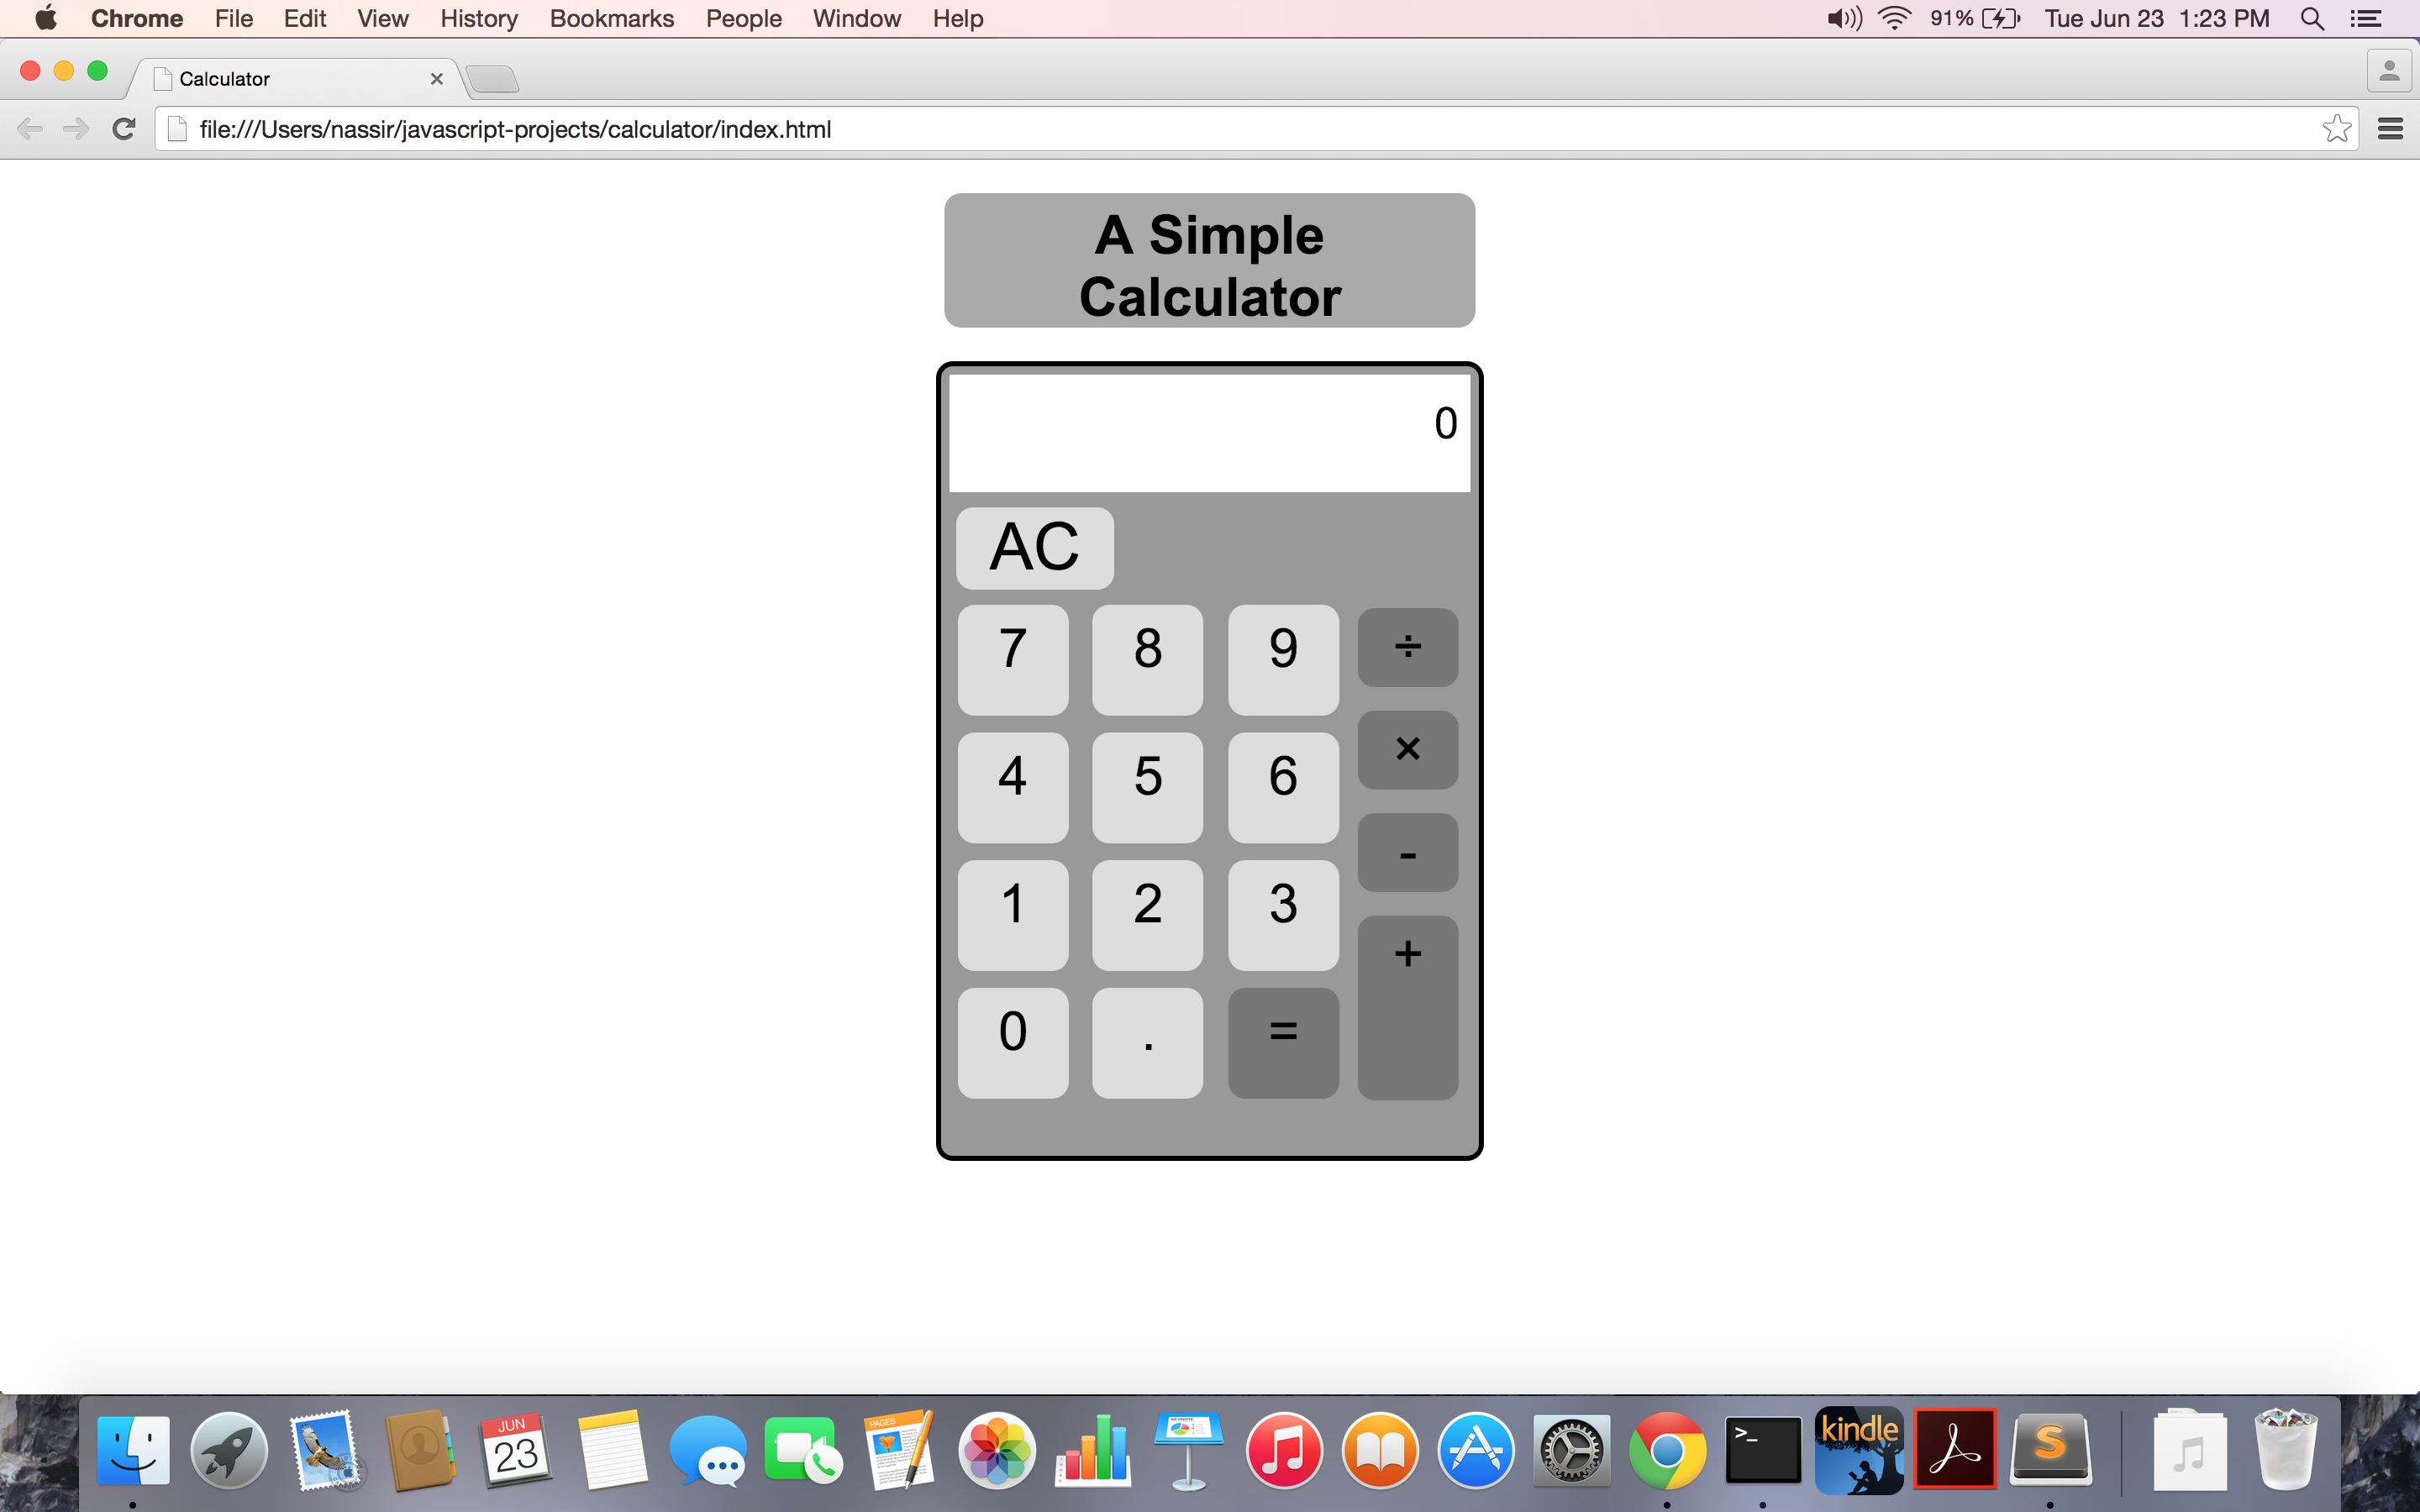 Chrome File Edit View History Bookmarks People Window Help 91% Tue Jun 23 1:23 PM
Calculator
file:///Users/nassir/javascript-projects/calculator/index.html
A Simple
Calculator
0
AC
7 8 9 ÷
4 5 6 ×
1 2 3 -
0 . = +
JUN
23
PAGES
KEYNOTE
>_
kindle
S